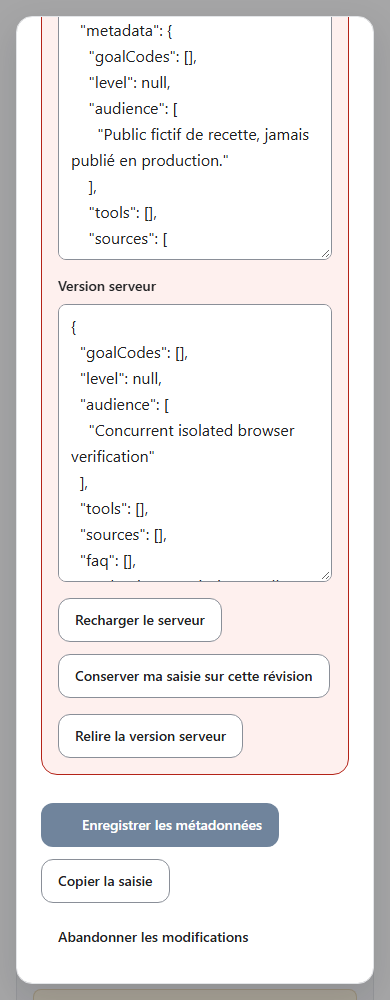 "metadata": {
"goalCodes": [],
"level": null,
"audience": [
"Public fictif de recette, jamais
publié en production."
],
"tools": [],
"sources": [
Version serveur
{
"goalCodes": [],
"level": null,
"audience": [
"Concurrent isolated browser
verification"
],
"tools": [],
"sources": [],
"faq": [],
Recharger le serveur
Conserver ma saisie sur cette révision
Relire la version serveur
Enregistrer les métadonnées
Copier la saisie
Abandonner les modifications